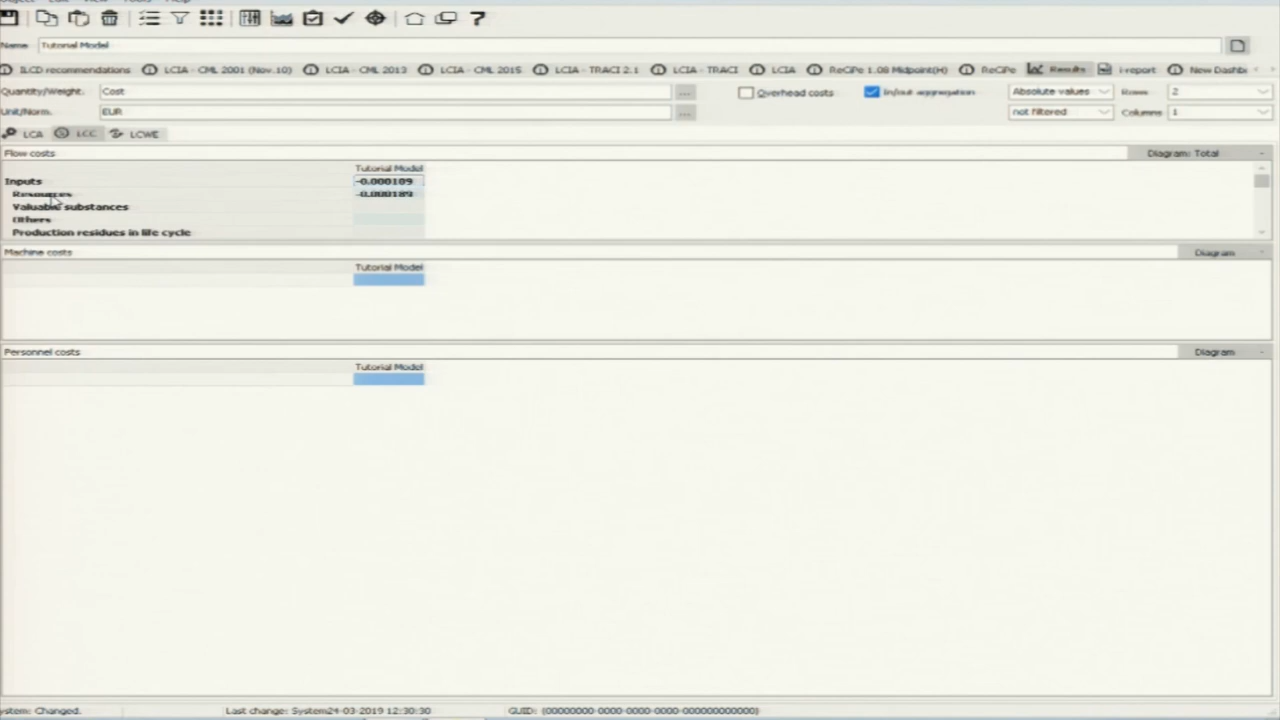 Name Tutorial Model
ILCD recommendations LCIA - CML 2001 (Nov.10) LCIA - CML 2013 LCIA - CML 2015 LCIA - TRACI 2.1 LCIA - TRACI LCIA ReCiPe 1.08 Midpoint(H) ReCiPe Results i-report New Dashb
Quantity/Weight. Cost ... Overhead costs In/out aggregation Absolute values Rows 2
Unit/Norm. EUR ... not filtered Columns 1
LCA LCC LCWE
Flow costs Diagram: Total
Tutorial Model
Inputs -0.000189
Resources -0.000189
Valuable substances
Others
Production residues in life cycle
Machine costs Diagram
Tutorial Model
Personnel costs Diagram
Tutorial Model
ystem: Changed. Last change: System24-03-2019 12:30:30 GUID: {00000000-0000-0000-0000-000000000000}